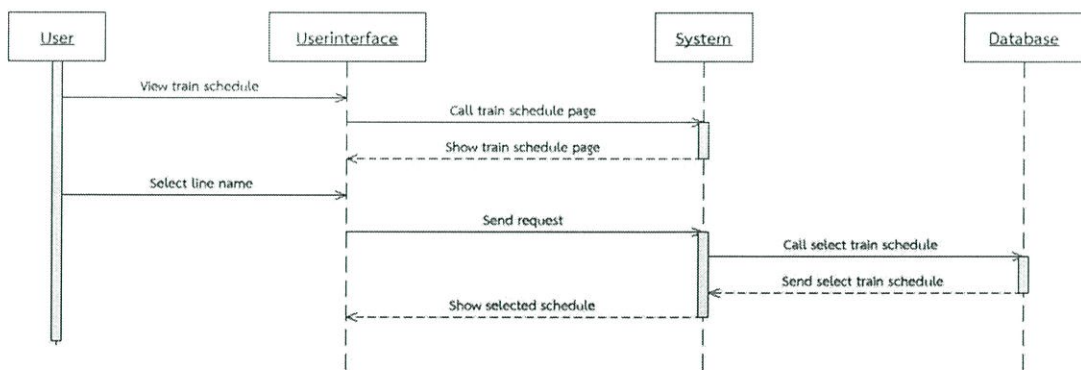 User
Userinterface
System
Database
View train schedule
Call train schedule page
Show train schedule page
Select line name
Send request
Call select train schedule
Send select train schedule
Show selected schedule